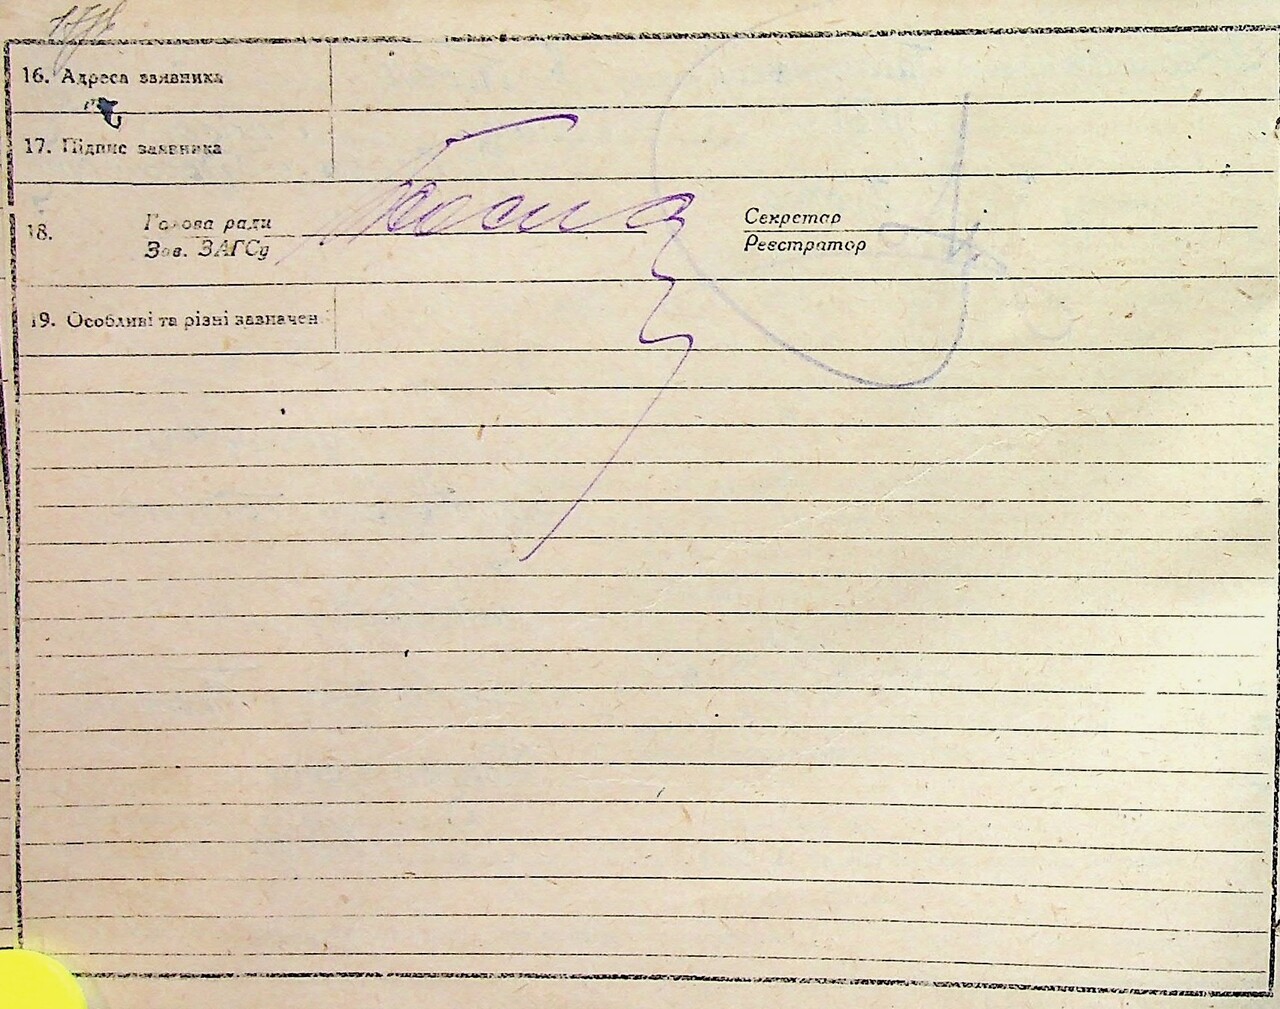 16. Адреса заявника
17. Підпис заявника
18. Голова ради
Зав. ЗАГСу
Секретар
Реєстратор
19. Особливі та різні зазначен